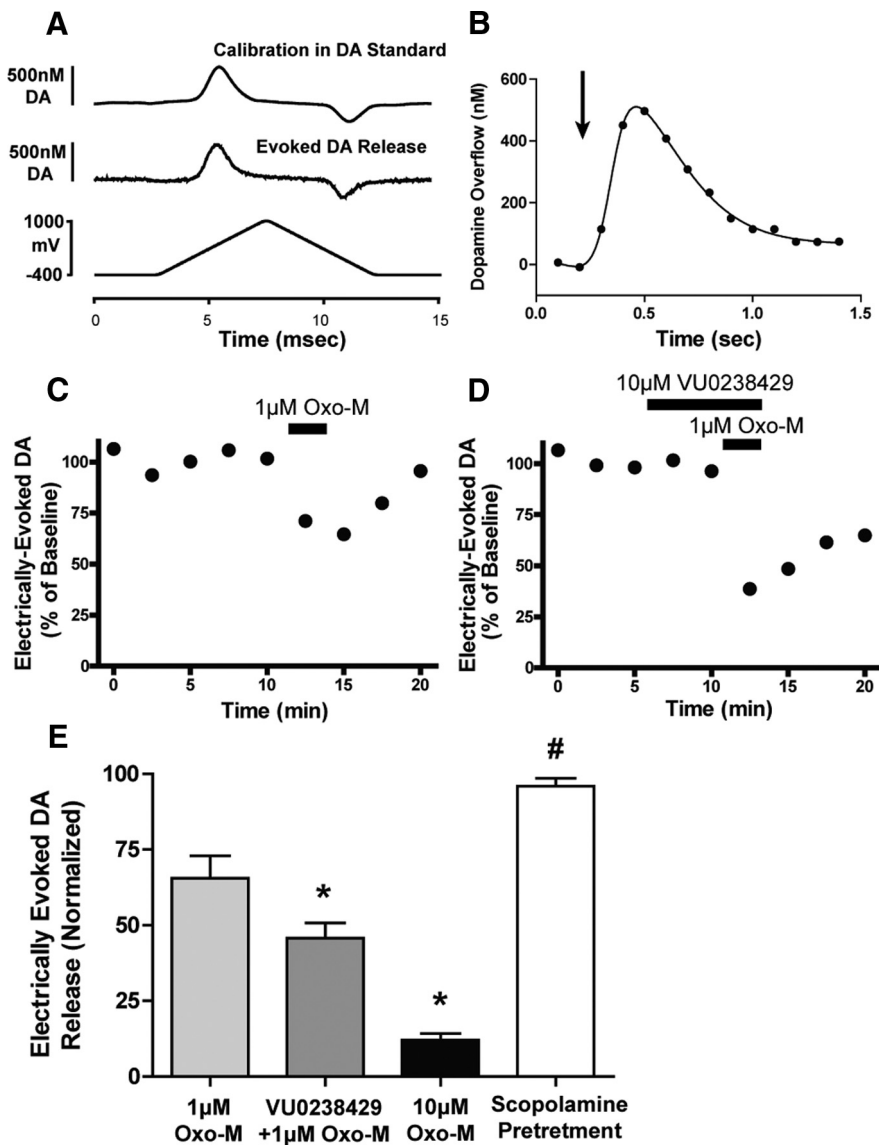 A
Calibration in DA Standard
500nM
DA
500nM
DA
Evoked DA Release
1000
mV
-400
0 5 10 15
Time (msec)
B
Dopamine Overflow (nM)
600
400
200
0
0.0 0.5 1.0 1.5
Time (sec)
C
1µM Oxo-M
Electrically-Evoked DA
(% of Baseline)
100
75
50
25
0
0 5 10 15 20
Time (min)
D
10µM VU0238429
1µM Oxo-M
Electrically-Evoked DA
(% of Baseline)
100
75
50
25
0
0 5 10 15 20
Time (min)
E
Electrically Evoked DA
Release (Normalized)
100
75
50
25
0
*
*
#
1µM
Oxo-M
VU0238429
+1µM Oxo-M
10µM
Oxo-M
Scopolamine
Pretretment